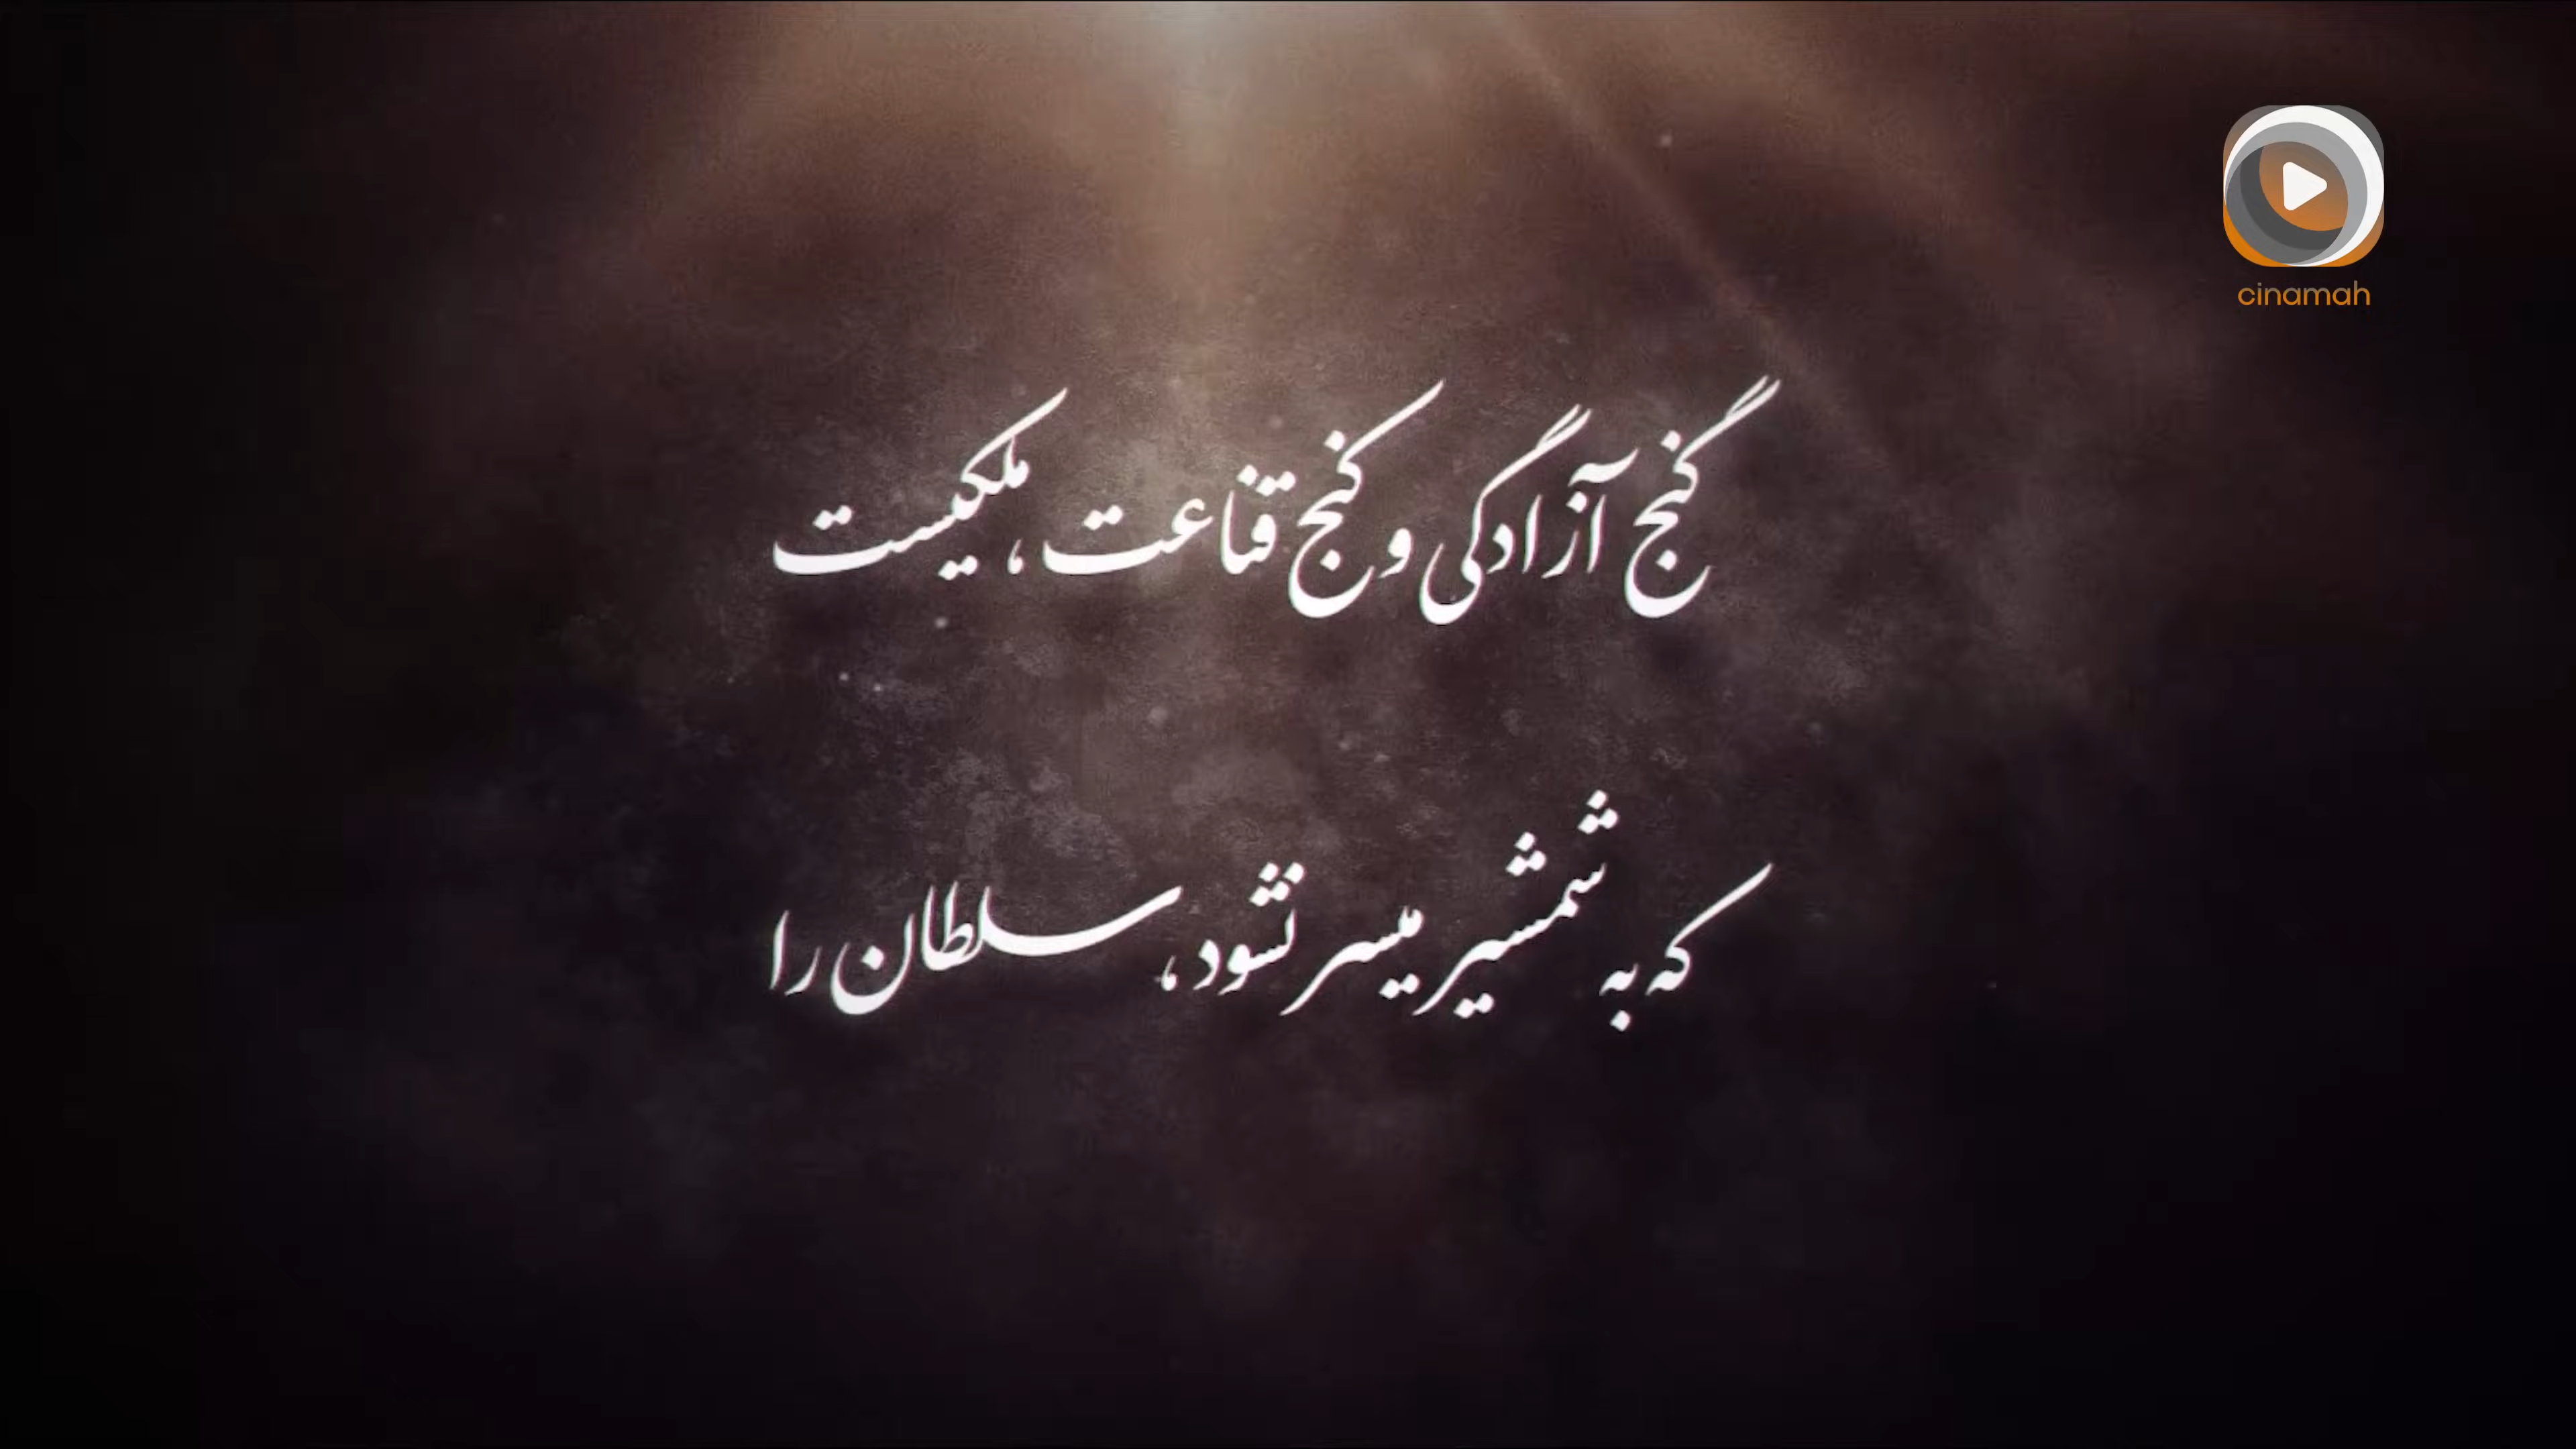 cinamah
گنج آزادگی و کنج قناعت، ملکیست
که به شمشیر میسر نشود، سلطان را